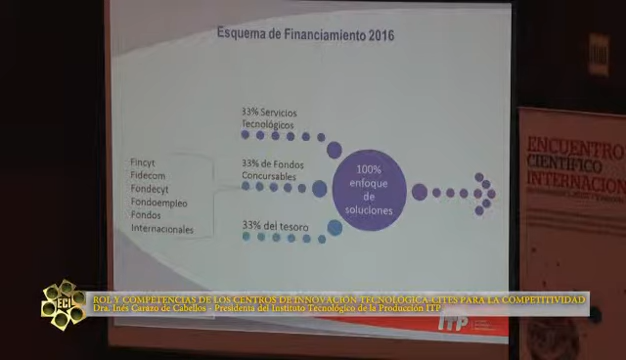 Esquema de Financiamiento 2016
33% Servicios
Tecnológicos
Fincyt
Fidecom
Fondecyt
Fondoempleo
Fondos
Internacionales
33% de Fondos
Concursables
33% del tesoro
100%
enfoque
de
soluciones
ENCUENTRO
CIENTÍFICO
INTERNACION
ECI
ROL Y COMPETENCIAS DE LOS CENTROS DE INNOVACIÓN TECNOLÓGICA-CITES PARA LA COMPETITIVIDAD
Dra. Inés Carazo de Cabellos - Presidenta del Instituto Tecnológico de la Producción ITP
ITP